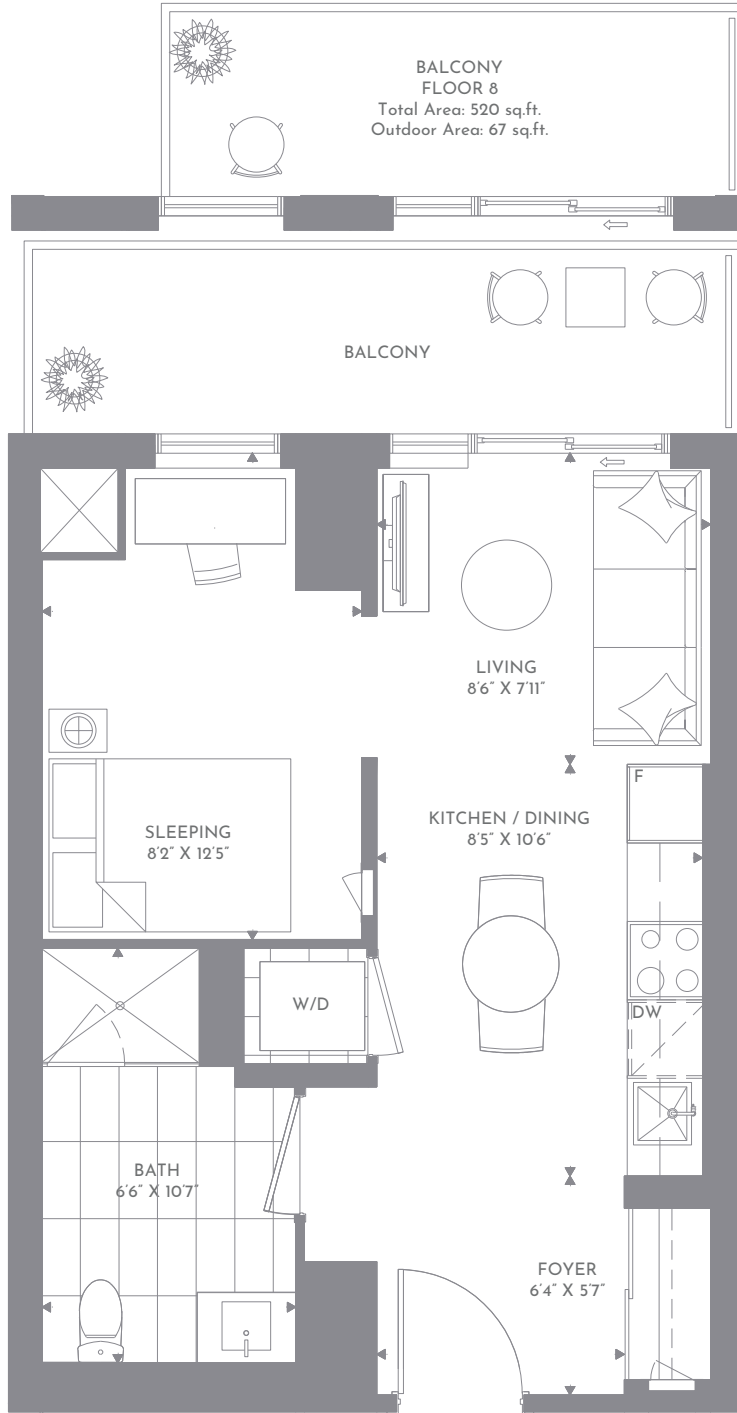 BALCONY
FLOOR 8
Total Area: 520 sq.ft.
Outdoor Area: 67 sq.ft.
BALCONY
LIVING
8'6" X 7'11"
F
KITCHEN / DINING
8'5" X 10'6"
SLEEPING
8'2" X 12'5"
W/D
DW
BATH
6'6" X 10'7"
FOYER
6'4" X 5'7"